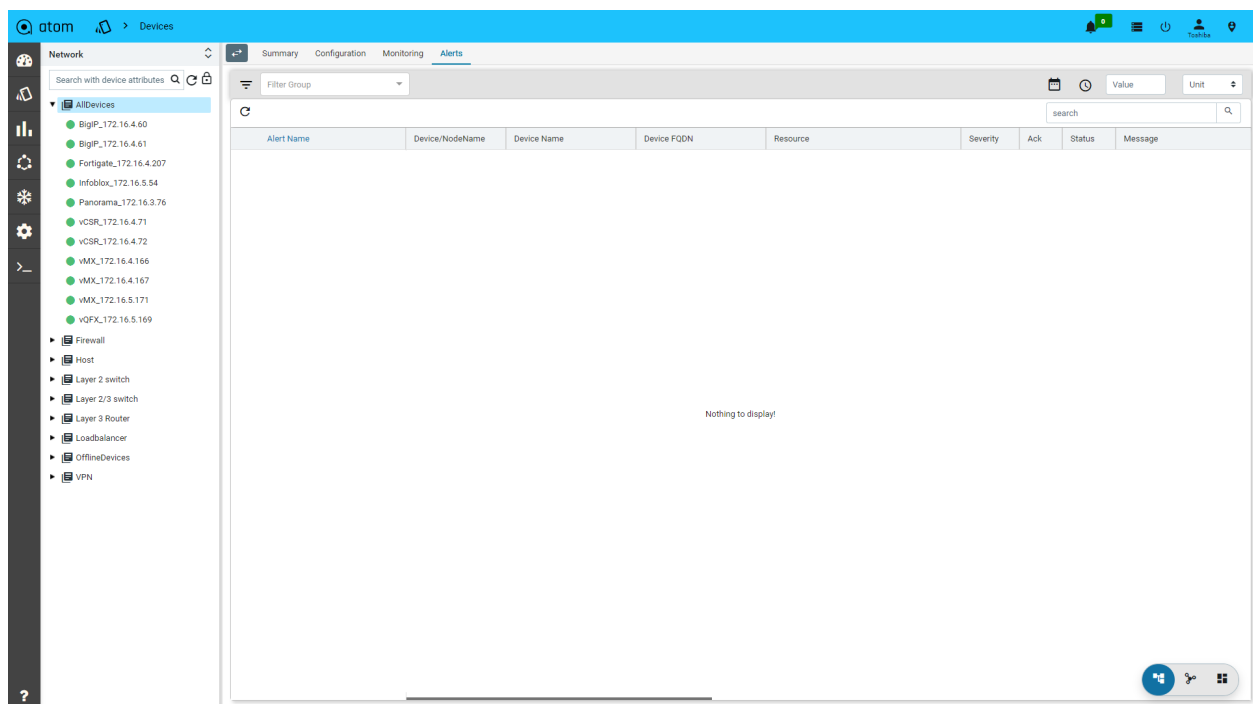 atom > Devices 0 Toshiba
Network
Summary Configuration Monitoring Alerts
Search with device attributes
Filter Group Value Unit
AllDevices
search
BigIP_172.16.4.60
Alert Name Device/NodeName Device Name Device FQDN Resource Severity Ack Status Message
BigIP_172.16.4.61
Fortigate_172.16.4.207
Infoblox_172.16.5.54
Panorama_172.16.3.76
vCSR_172.16.4.71
vCSR_172.16.4.72
vMX_172.16.4.166
vMX_172.16.4.167
vMX_172.16.5.171
vQFX_172.16.5.169
Firewall
Host
Layer 2 switch
Layer 2/3 switch
Layer 3 Router
Nothing to display!
Loadbalancer
OfflineDevices
VPN
?